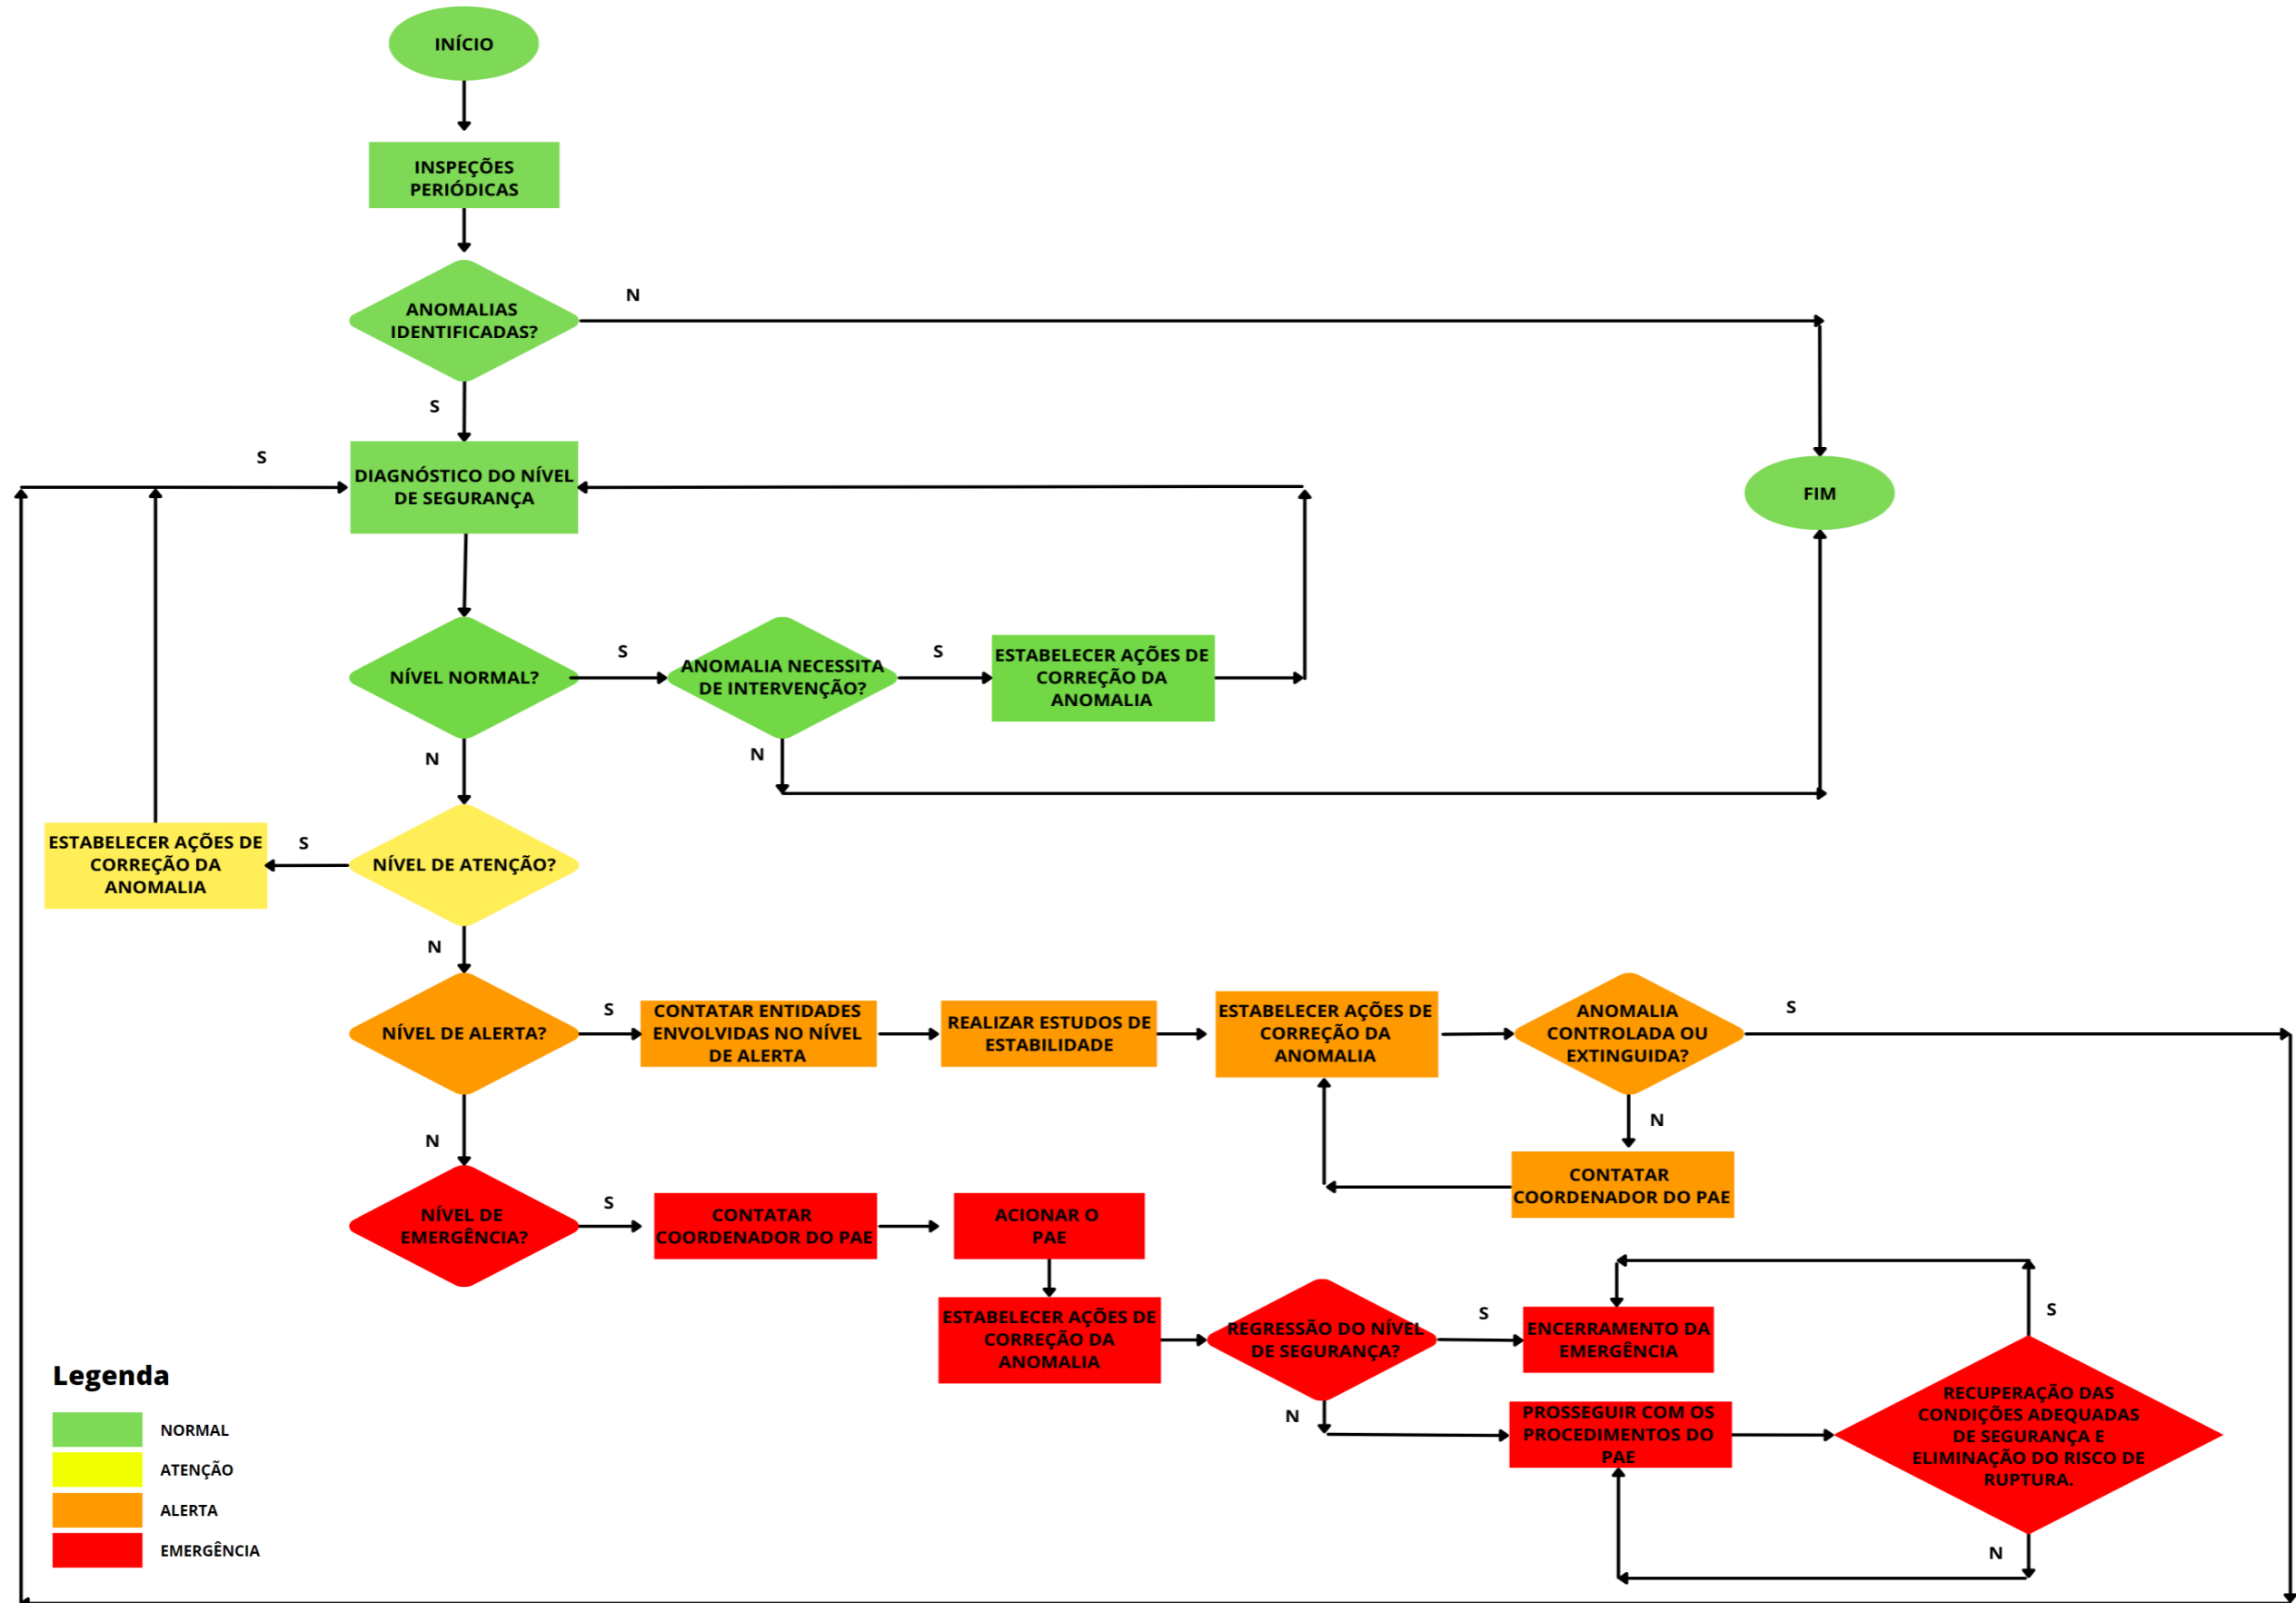 INÍCIO
INSPEÇÕES
PERIÓDICAS
ANOMALIAS
IDENTIFICADAS?
N
S
DIAGNÓSTICO DO NÍVEL
DE SEGURANÇA
S
FIM
NÍVEL NORMAL?
S
ANOMALIA NECESSITA
DE INTERVENÇÃO?
S
ESTABELECER AÇÕES DE
CORREÇÃO DA
ANOMALIA
N
N
ESTABELECER AÇÕES DE
CORREÇÃO DA
ANOMALIA
S
NÍVEL DE ATENÇÃO?
N
NÍVEL DE ALERTA?
S
CONTATAR ENTIDADES
ENVOLVIDAS NO NÍVEL
DE ALERTA
REALIZAR ESTUDOS DE
ESTABILIDADE
ESTABELECER AÇÕES DE
CORREÇÃO DA
ANOMALIA
ANOMALIA
CONTROLADA OU
EXTINGUIDA?
S
N
CONTATAR
COORDENADOR DO PAE
N
NÍVEL DE
EMERGÊNCIA?
S
CONTATAR
COORDENADOR DO PAE
ACIONAR O
PAE
ESTABELECER AÇÕES DE
CORREÇÃO DA
ANOMALIA
REGRESSÃO DO NÍVEL
DE SEGURANÇA?
S
ENCERRAMENTO DA
EMERGÊNCIA
N
PROSSEGUIR COM OS
PROCEDIMENTOS DO
PAE
S
RECUPERAÇÃO DAS
CONDIÇÕES ADEQUADAS
DE SEGURANÇA E
ELIMINAÇÃO DO RISCO DE
RUPTURA.
N
Legenda
NORMAL
ATENÇÃO
ALERTA
EMERGÊNCIA